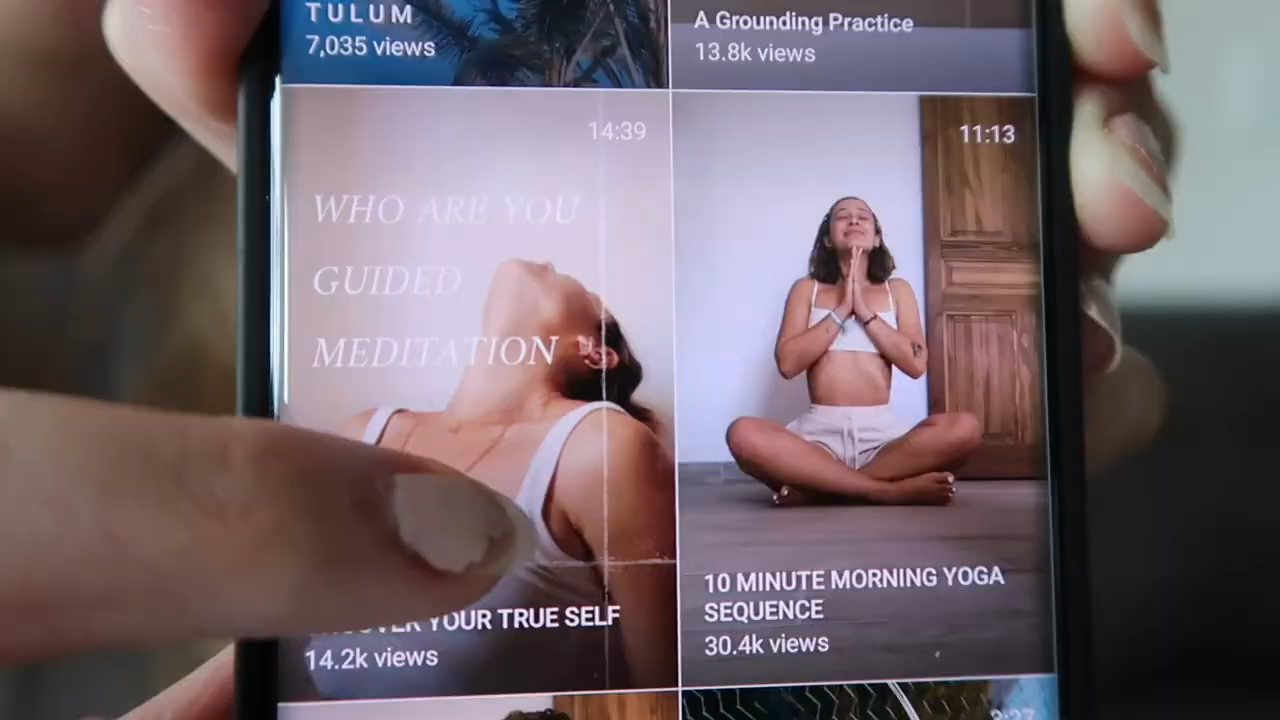 TULUM
7,035 views
A Grounding Practice
13.8k views
14:39
WHO ARE YOU
GUIDED
MEDITATION
YOUR TRUE SELF
14.2k views
11:13
10 MINUTE MORNING YOGA
SEQUENCE
30.4k views